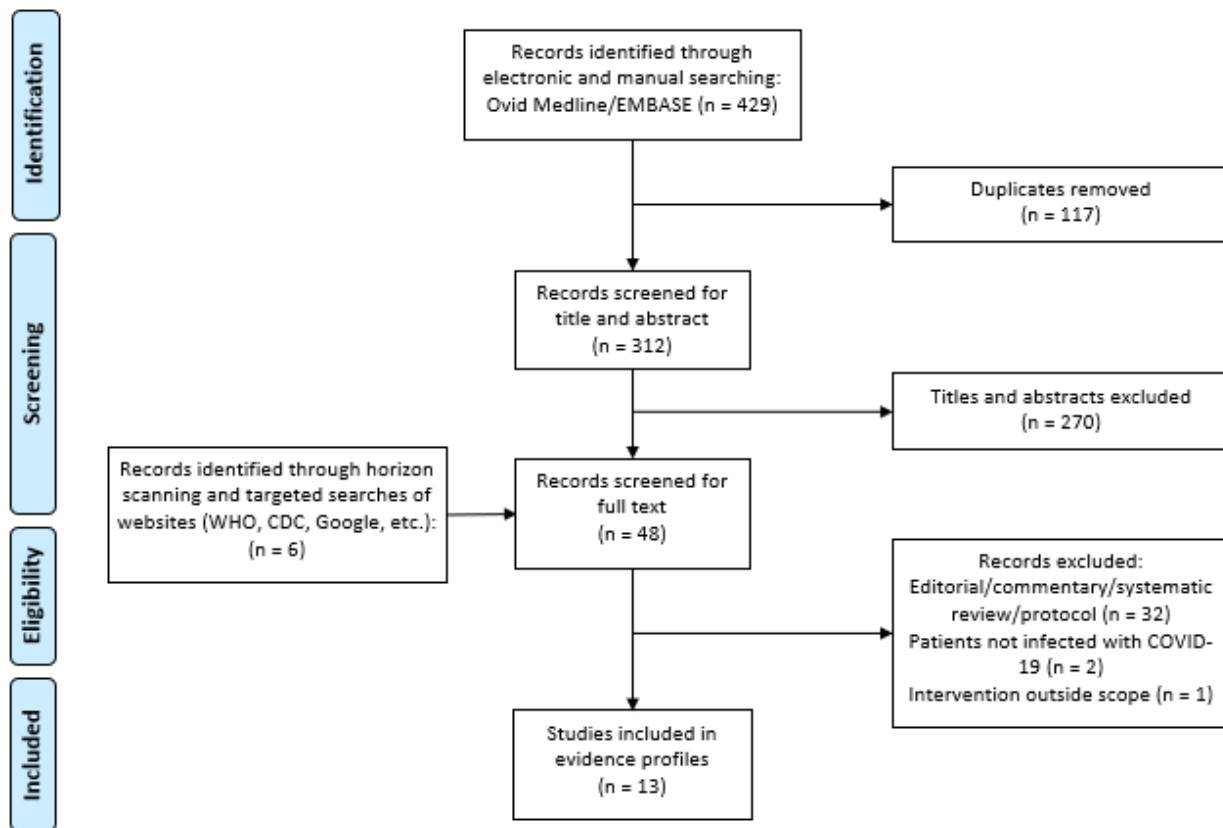 Identification
Records identified through
electronic and manual searching:
Ovid Medline/EMBASE (n = 429)
Duplicates removed
(n = 117)
Screening
Records screened for
title and abstract
(n = 312)
Titles and abstracts excluded
(n = 270)
Records identified through horizon
scanning and targeted searches of
websites (WHO, CDC, Google, etc.):
(n = 6)
Records screened for
full text
(n = 48)
Eligibility
Records excluded:
Editorial/commentary/systematic
review/protocol (n = 32)
Patients not infected with COVID-
19 (n = 2)
Intervention outside scope (n = 1)
Included
Studies included in
evidence profiles
(n = 13)